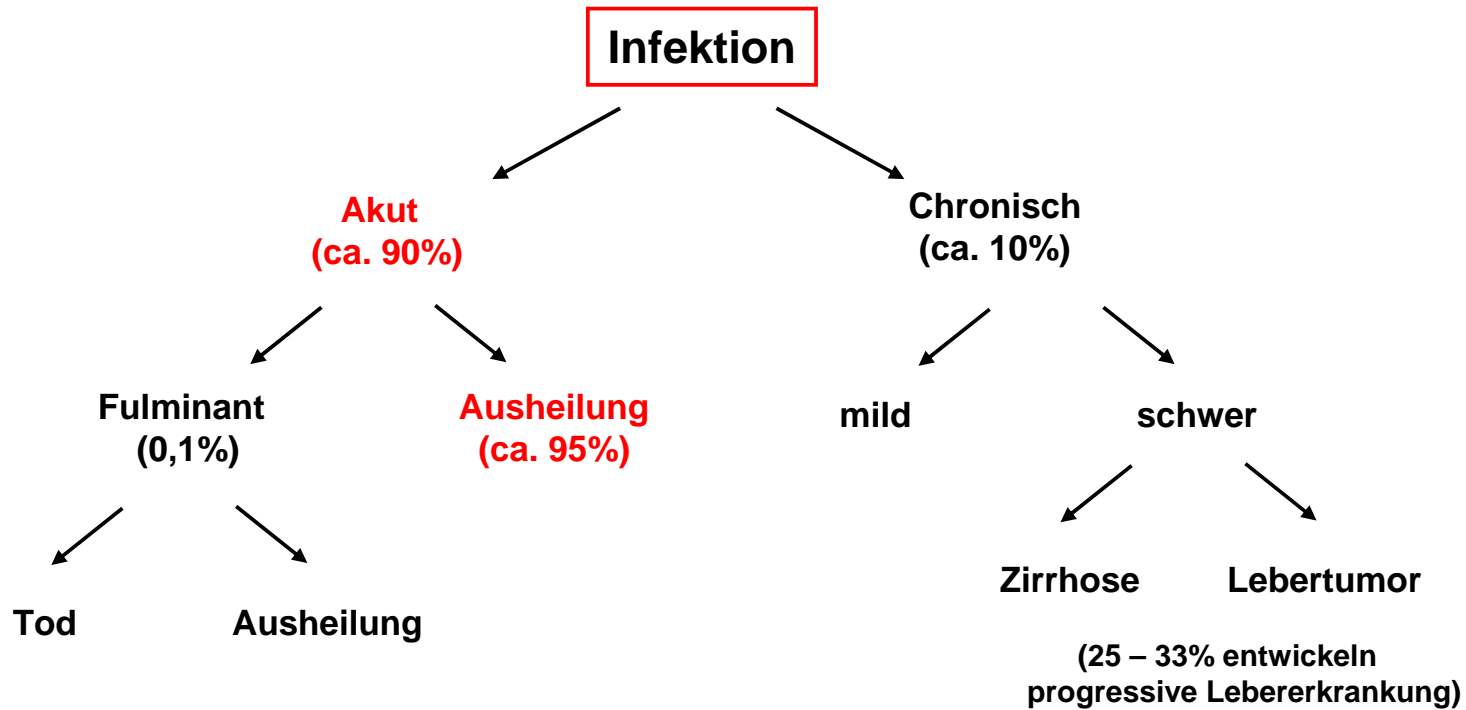 Infektion
Akut
(ca. 90%)
Chronisch
(ca. 10%)
Fulminant
(0,1%)
Ausheilung
(ca. 95%)
mild
schwer
Tod
Ausheilung
Zirrhose
Lebertumor
(25 – 33% entwickeln
progressive Lebererkrankung)